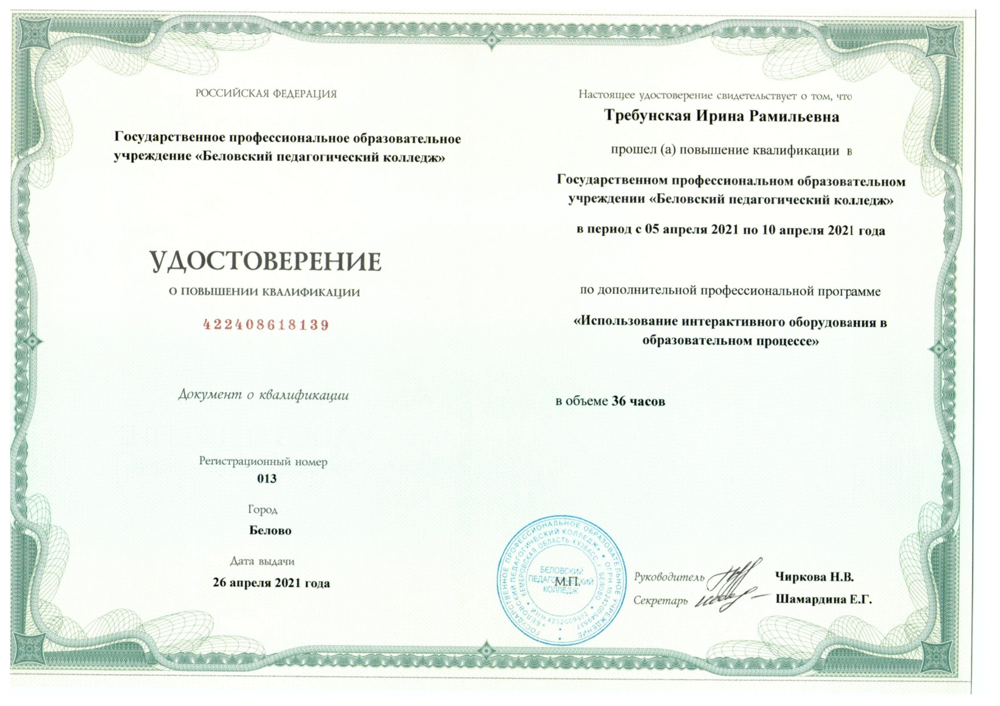 РОССИЙСКАЯ ФЕДЕРАЦИЯ
Государственное профессиональное образовательное
учреждение «Беловский педагогический колледж»
УДОСТОВЕРЕНИЕ
О ПОВЫШЕНИИ КВАЛИФИКАЦИИ
422408618139
Документ о квалификации
Регистрационный номер
013
Город
Белово
Дата выдачи
26 апреля 2021 года
Настоящее удостоверение свидетельствует о том, что
Требунская Ирина Рамильевна
прошел (а) повышение квалификации в
Государственном профессиональном образовательном
учреждении «Беловский педагогический колледж»
в период с 05 апреля 2021 по 10 апреля 2021 года
по дополнительной профессиональной программе
«Использование интерактивного оборудования в
образовательном процессе»
в объеме 36 часов
ГОСУДАРСТВЕННОЕ ПРОФЕССИОНАЛЬНОЕ ОБРАЗОВАТЕЛЬНОЕ УЧРЕЖДЕНИЕ
«БЕЛОВСКИЙ ПЕДАГОГИЧЕСКИЙ КОЛЛЕДЖ»
КЕМЕРОВСКАЯ ОБЛАСТЬ-КУЗБАСС, г. БЕЛОВО
БЕЛОВСКИЙ
ПЕДАГОГИЧЕСКИЙ
КОЛЛЕДЖ
М.П.
Руководитель Чиркова Н.В.
Секретарь Шамардина Е.Г.